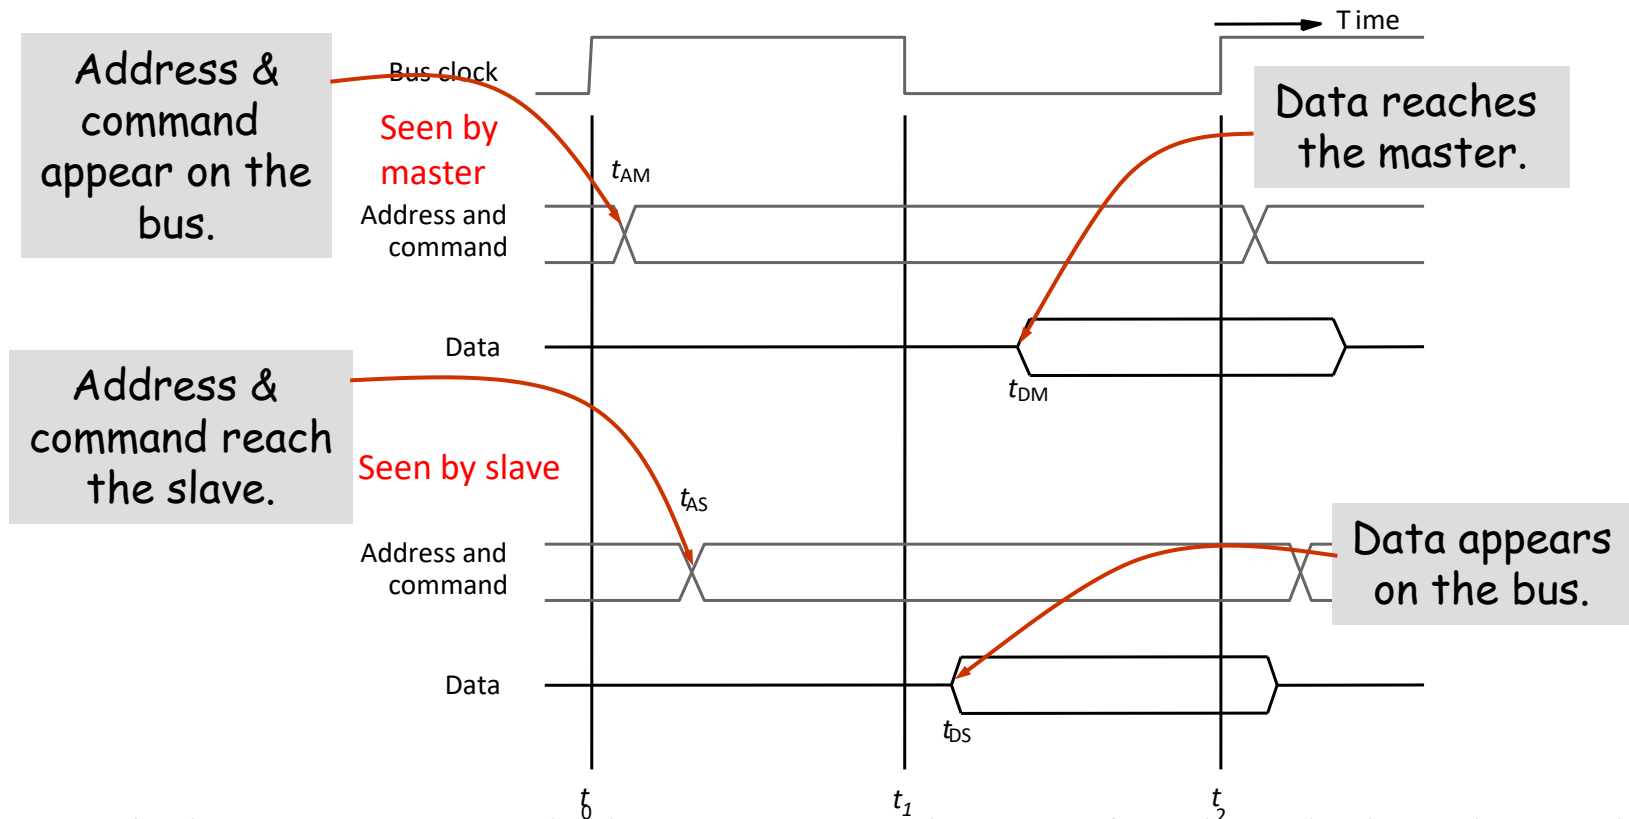 Time
Address &
command
appear on the
bus.
Bus clock
Data reaches
the master.
Seen by
master
tAM
Address and
command
Data
tDM
Address &
command reach
the slave.
Seen by slave
tAS
Address and
command
Data appears
on the bus.
Data
tDS
t0
t1
t2